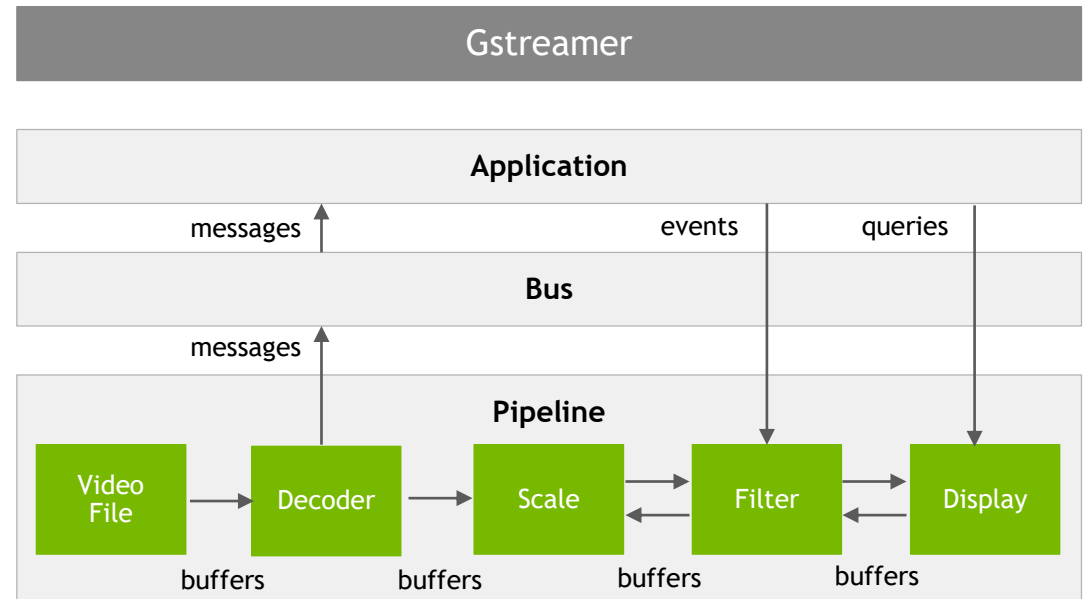 Gstreamer
Application
messages
events
queries
Bus
messages
Pipeline
Video
File
Decoder
Scale
Filter
Display
buffers
buffers
buffers
buffers